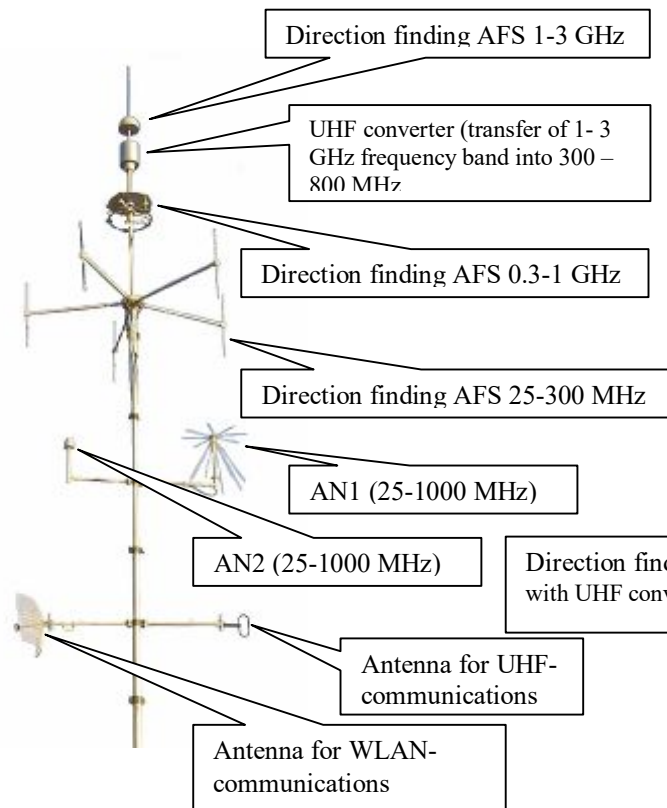 Direction finding AFS 1-3 GHz
UHF converter (transfer of 1- 3
GHz frequency band into 300 –
800 MHz
Direction finding AFS 0.3-1 GHz
Direction finding AFS 25-300 MHz
AN1 (25-1000 MHz)
AN2 (25-1000 MHz)
Direction
with UHF
Antenna for UHF-
communications
Antenna for WLAN-
communications